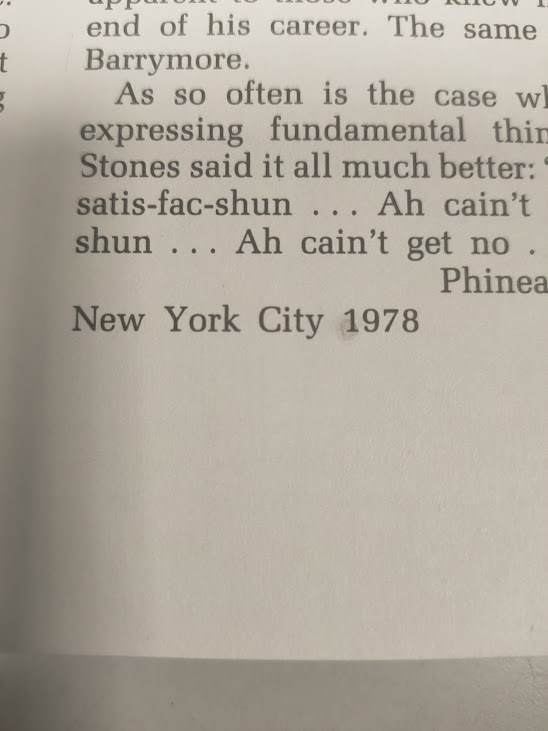 end of his career. The same
Barrymore.
As so often is the case
expressing fundamental
Stones said it all much better:
satis-fac-shun ... Ah cain't
shun ... Ah cain't get no .
New York City 1978